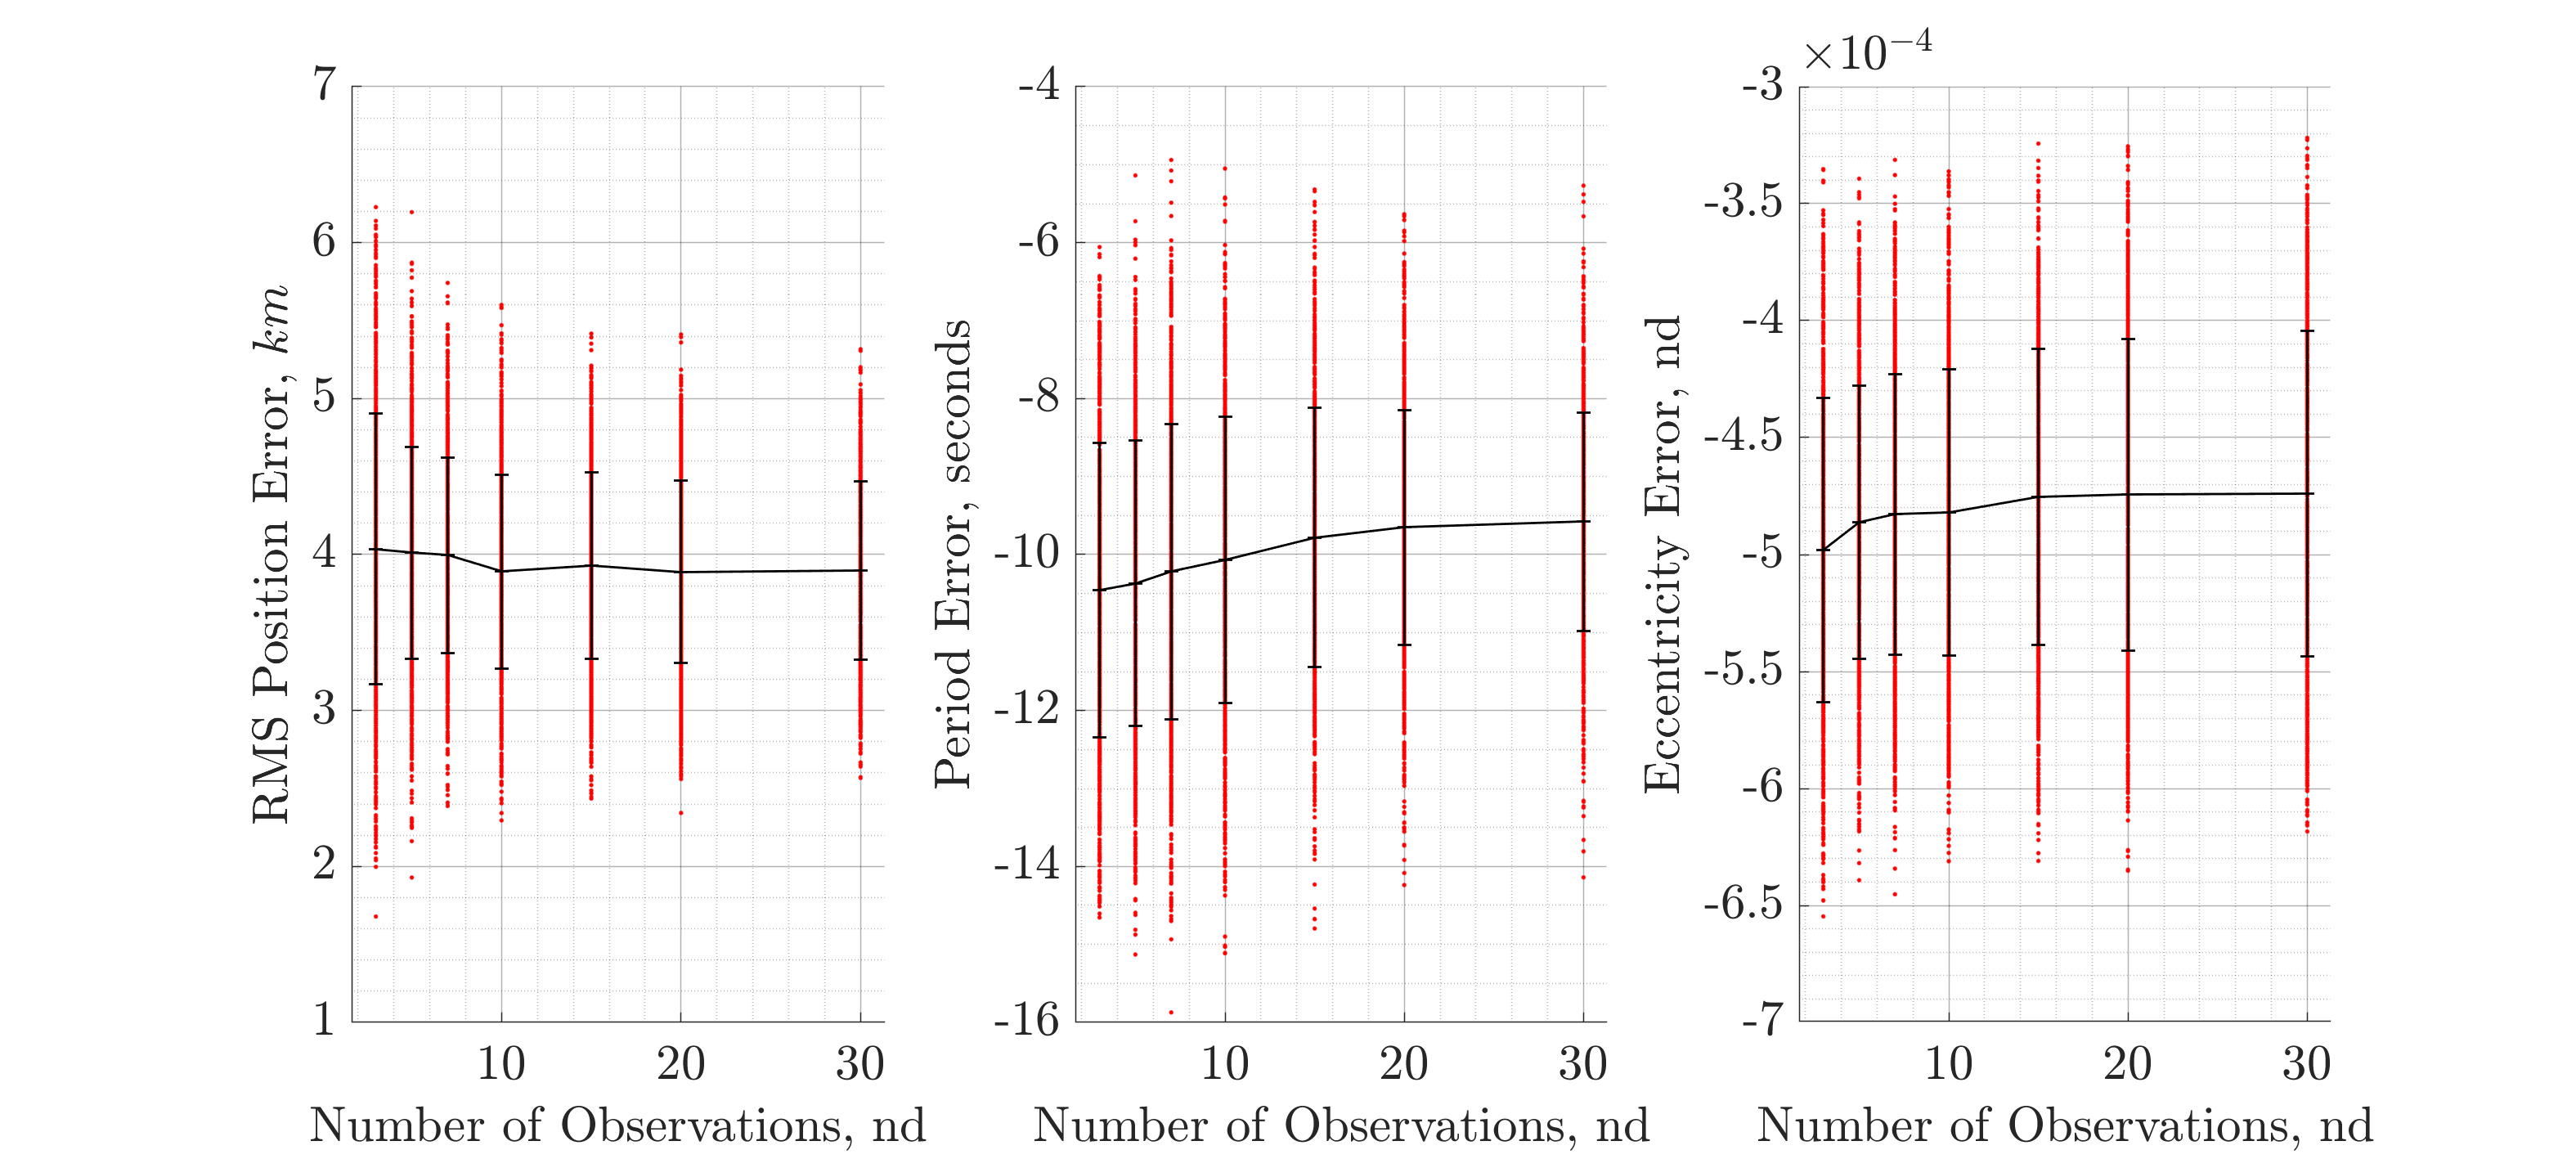 RMS Position Error, km
7
6
5
4
3
2
1
10 20 30
Number of Observations, nd
Period Error, seconds
-4
-6
-8
-10
-12
-14
-16
10 20 30
Number of Observations, nd
Eccentricity Error, nd
×10⁻⁴
-3
-3.5
-4
-4.5
-5
-5.5
-6
-6.5
-7
10 20 30
Number of Observations, nd